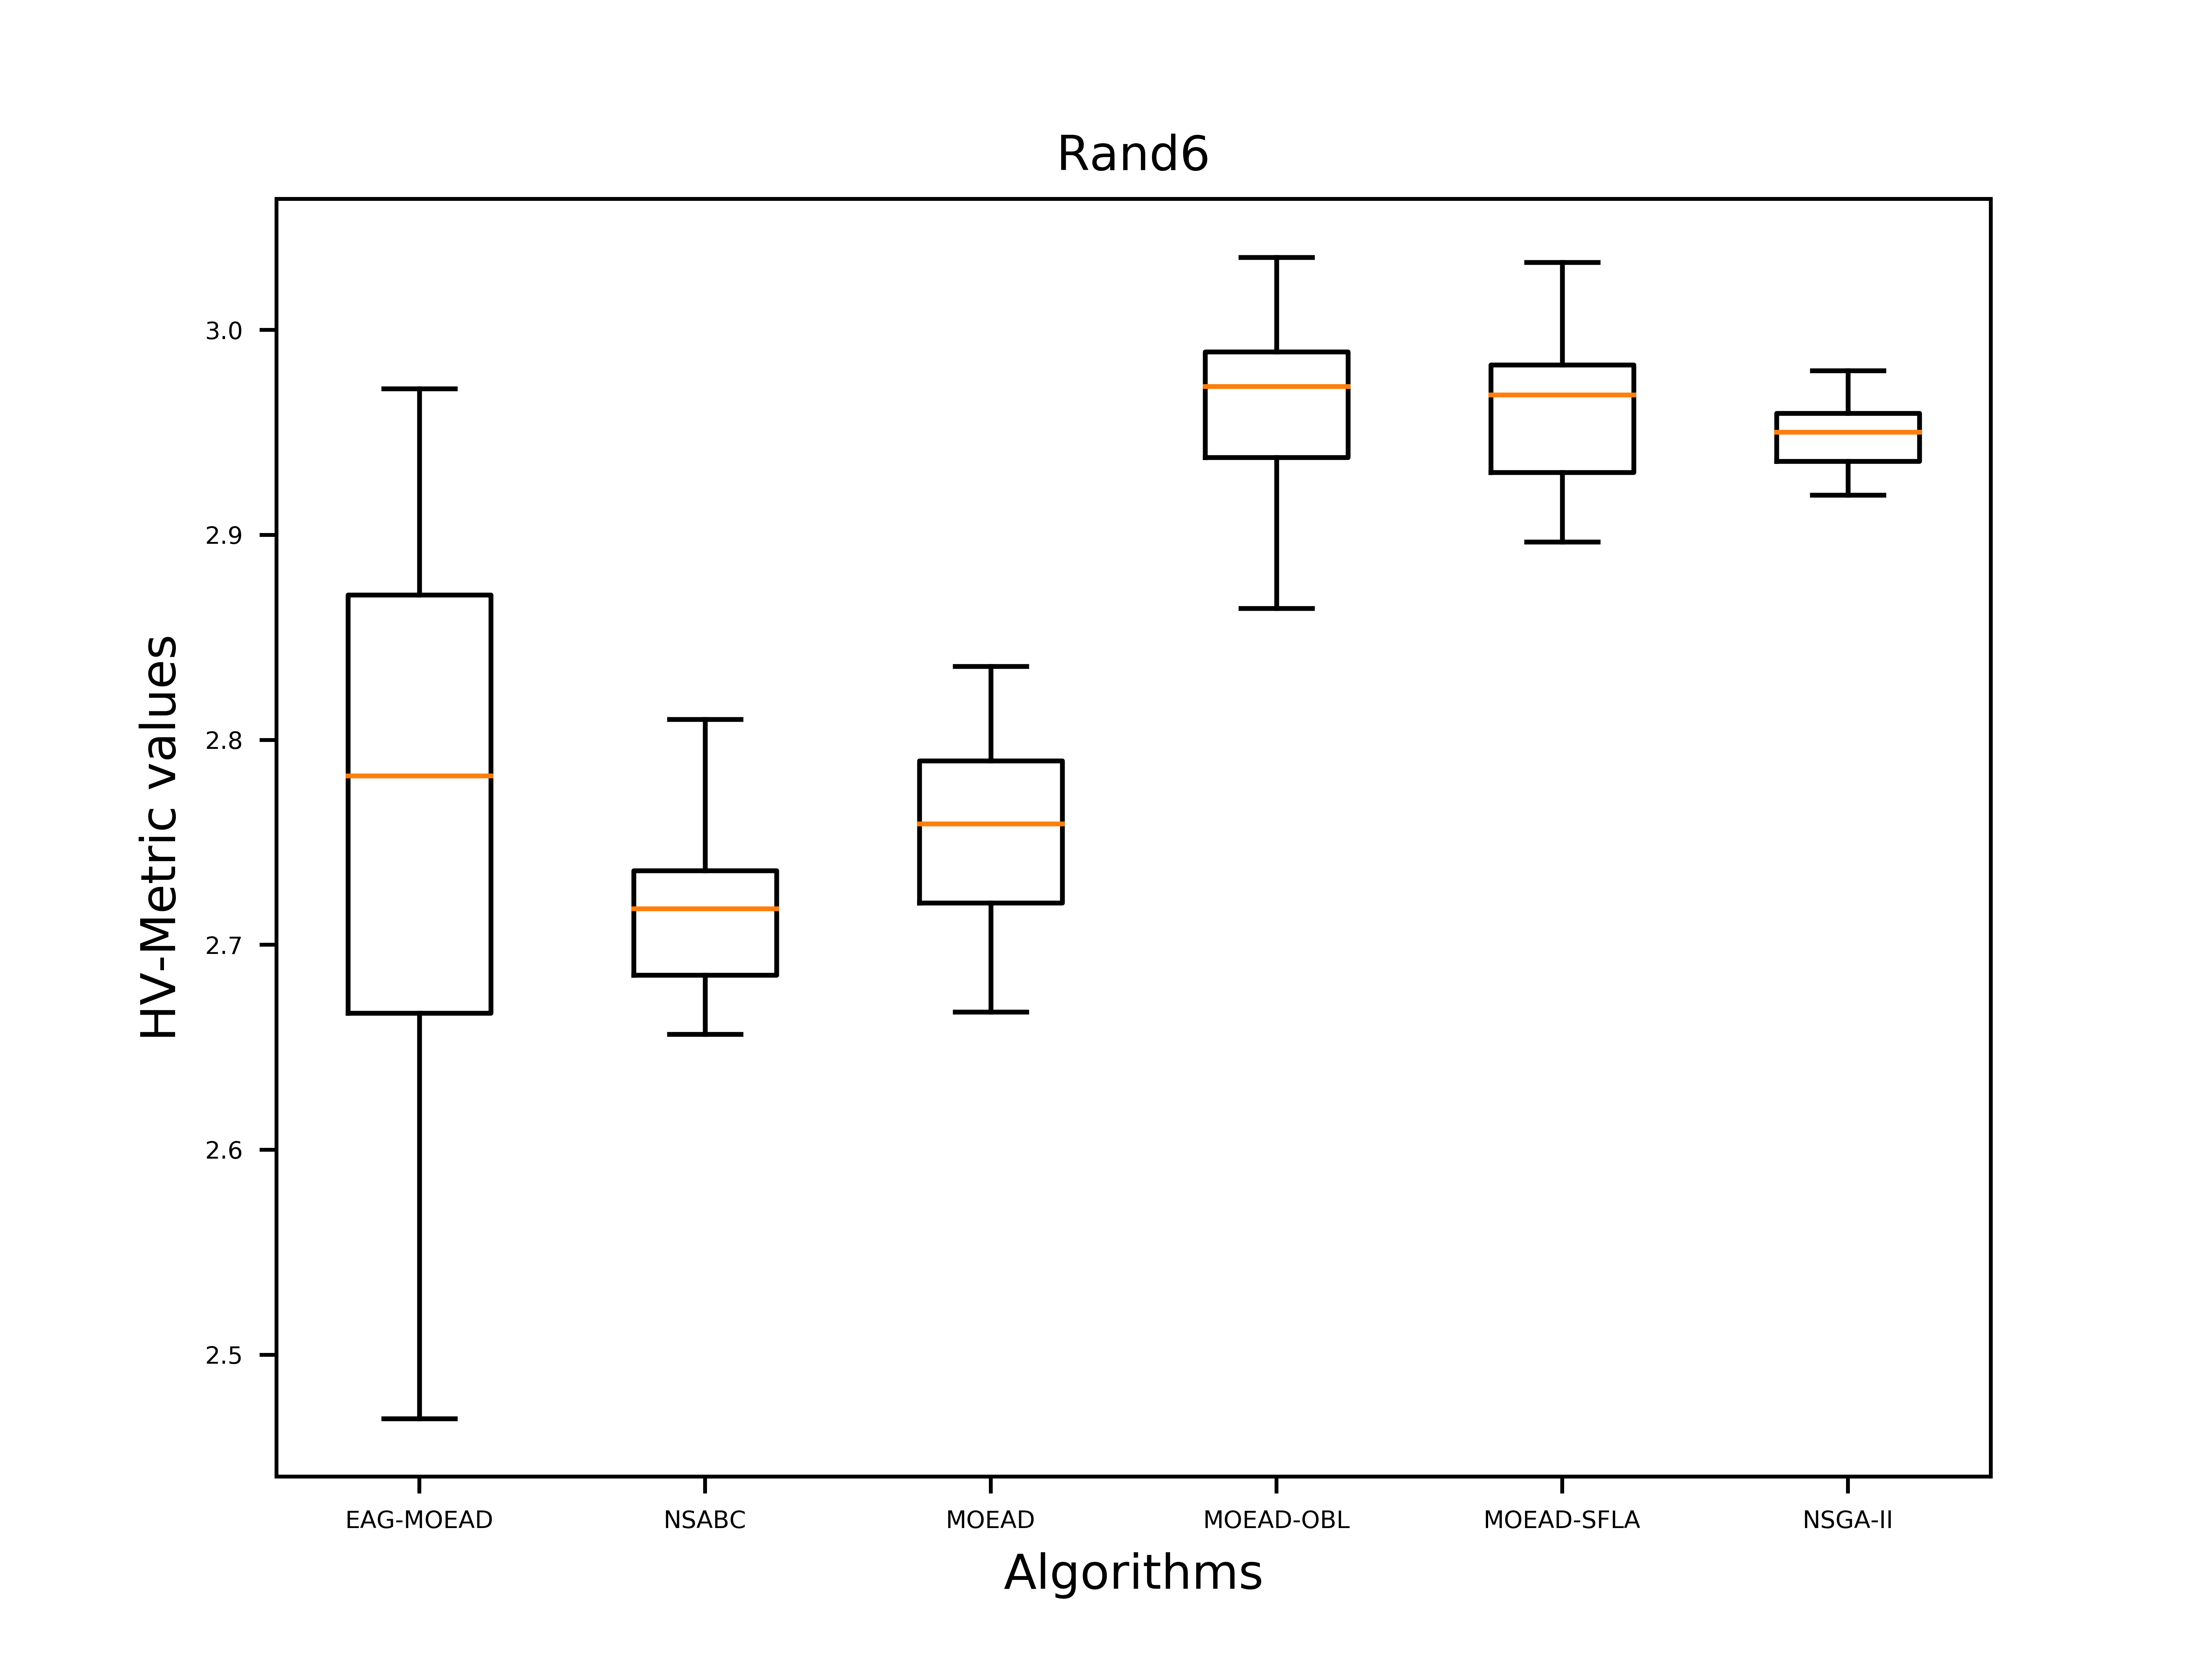 Rand6
HV-Metric values
3.0
2.9
2.8
2.7
2.6
2.5
EAG-MOEAD NSABC MOEAD MOEAD-OBL MOEAD-SFLA NSGA-II
Algorithms